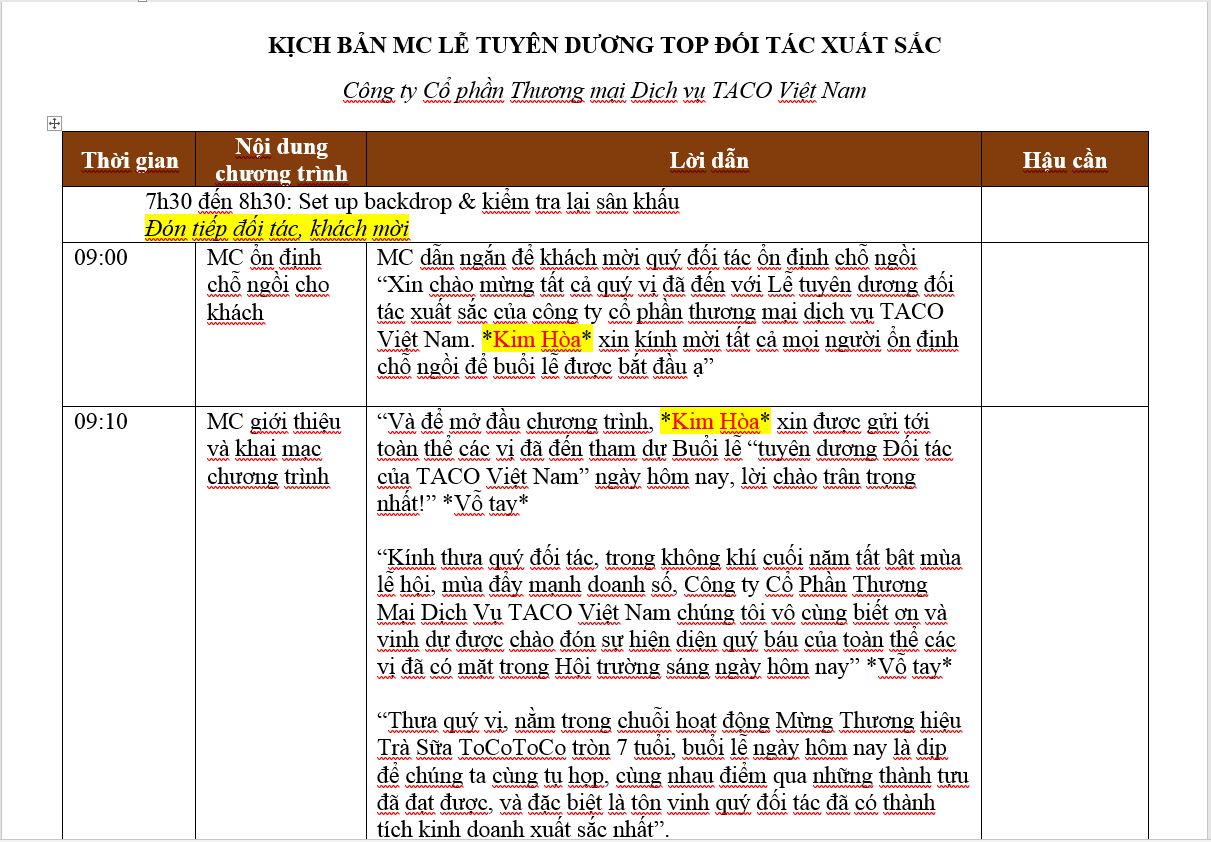 KỊCH BẢN MC LỄ TUYÊN DƯƠNG TOP ĐỐI TÁC XUẤT SẮC
Công ty Cổ phần Thương mại Dịch vụ TACO Việt Nam
Thời gian
Nội dung
chương trình
Lời dẫn
Hậu cần
7h30 đến 8h30: Set up backdrop & kiểm tra lại sân khấu
Đón tiếp đối tác, khách mời
09:00
MC ổn định
chỗ ngồi cho
khách
MC dẫn ngắn để khách mời quý đối tác ổn định chỗ ngồi
“Xin chào mừng tất cả quý vị đã đến với Lễ tuyên dương đối
tác xuất sắc của công ty cổ phần thương mại dịch vụ TACO
Việt Nam. *Kim Hòa* xin kính mời tất cả mọi người ổn định
chỗ ngồi để buổi lễ được bắt đầu ạ”
09:10
MC giới thiệu
và khai mạc
chương trình
“Và để mở đầu chương trình, *Kim Hòa* xin được gửi tới
toàn thể các vị đã đến tham dự Buổi lễ “tuyên dương Đối tác
của TACO Việt Nam” ngày hôm nay, lời chào trân trọng
nhất!” *Vỗ tay*
“Kính thưa quý đối tác, trong không khí cuối năm tất bật mùa
lễ hội, mùa đẩy mạnh doanh số, Công ty Cổ Phần Thương
Mại Dịch Vụ TACO Việt Nam chúng tôi vô cùng biết ơn và
vinh dự được chào đón sự hiện diện quý báu của toàn thể các
vị đã có mặt trong Hội trường sáng ngày hôm nay” *Vỗ tay*
“Thưa quý vị, nằm trong chuỗi hoạt động Mừng Thương hiệu
Trà Sữa ToCoToCo tròn 7 tuổi, buổi lễ ngày hôm nay là dịp
để chúng ta cùng tụ họp, cùng nhau điểm qua những thành tựu
đã đạt được, và đặc biệt là tôn vinh quý đối tác đã có thành
tích kinh doanh xuất sắc nhất”.